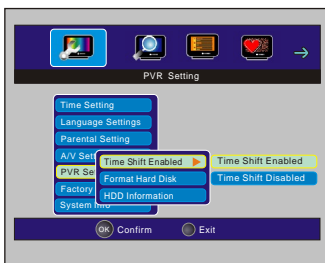 PVR Setting
Time Setting
Language Settings
Parental Setting
A/V Sett
PVR Se
Factory
System Info
Time Shift Enabled
Format Hard Disk
HDD Information
Time Shift Enabled
Time Shift Disabled
OK Confirm
Exit